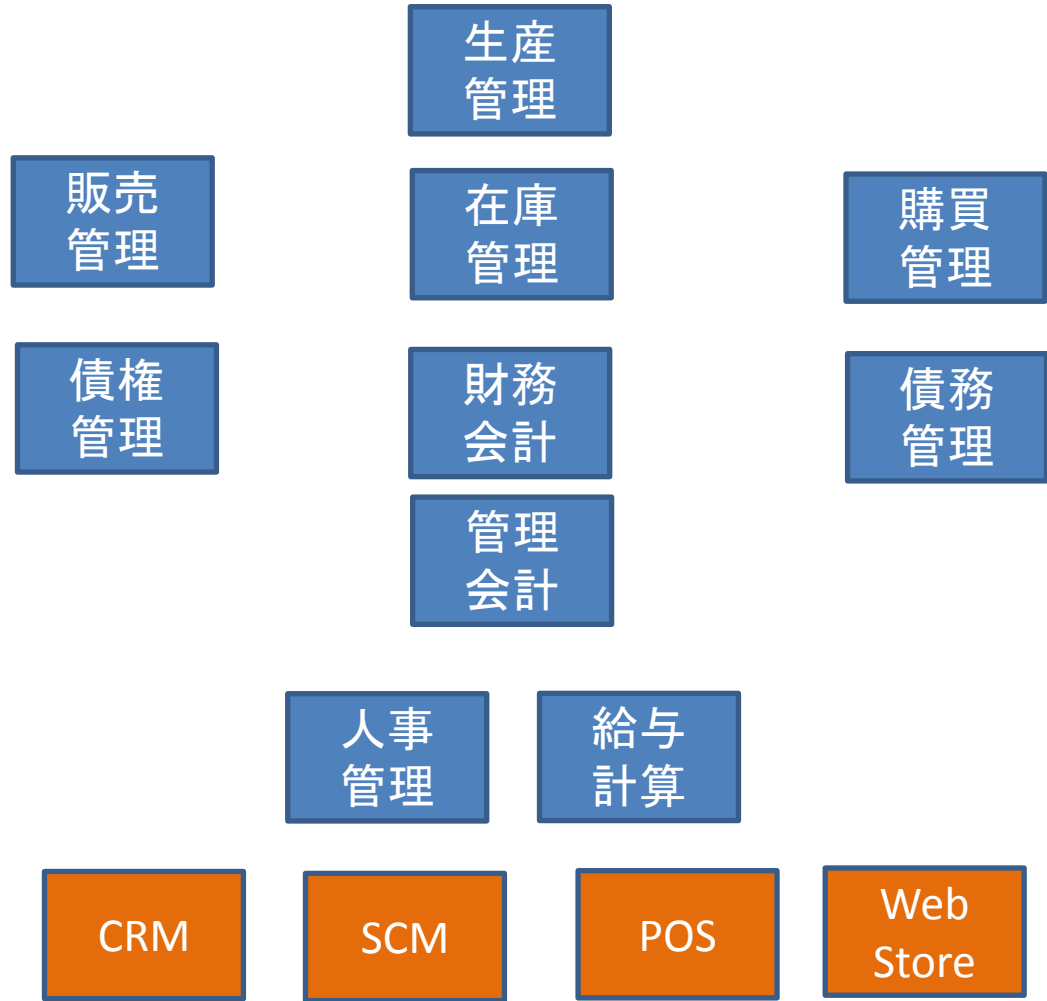 生産
管理
販売
管理
在庫
管理
購買
管理
債権
管理
財務
会計
債務
管理
管理
会計
人事
管理
給与
計算
CRM
SCM
POS
Web
Store